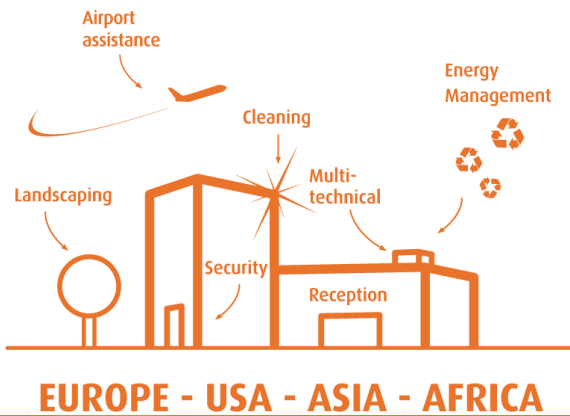 Airport
assistance
Energy
Management
Cleaning
Multi-
technical
Landscaping
Security
Reception
EUROPE - USA - ASIA - AFRICA